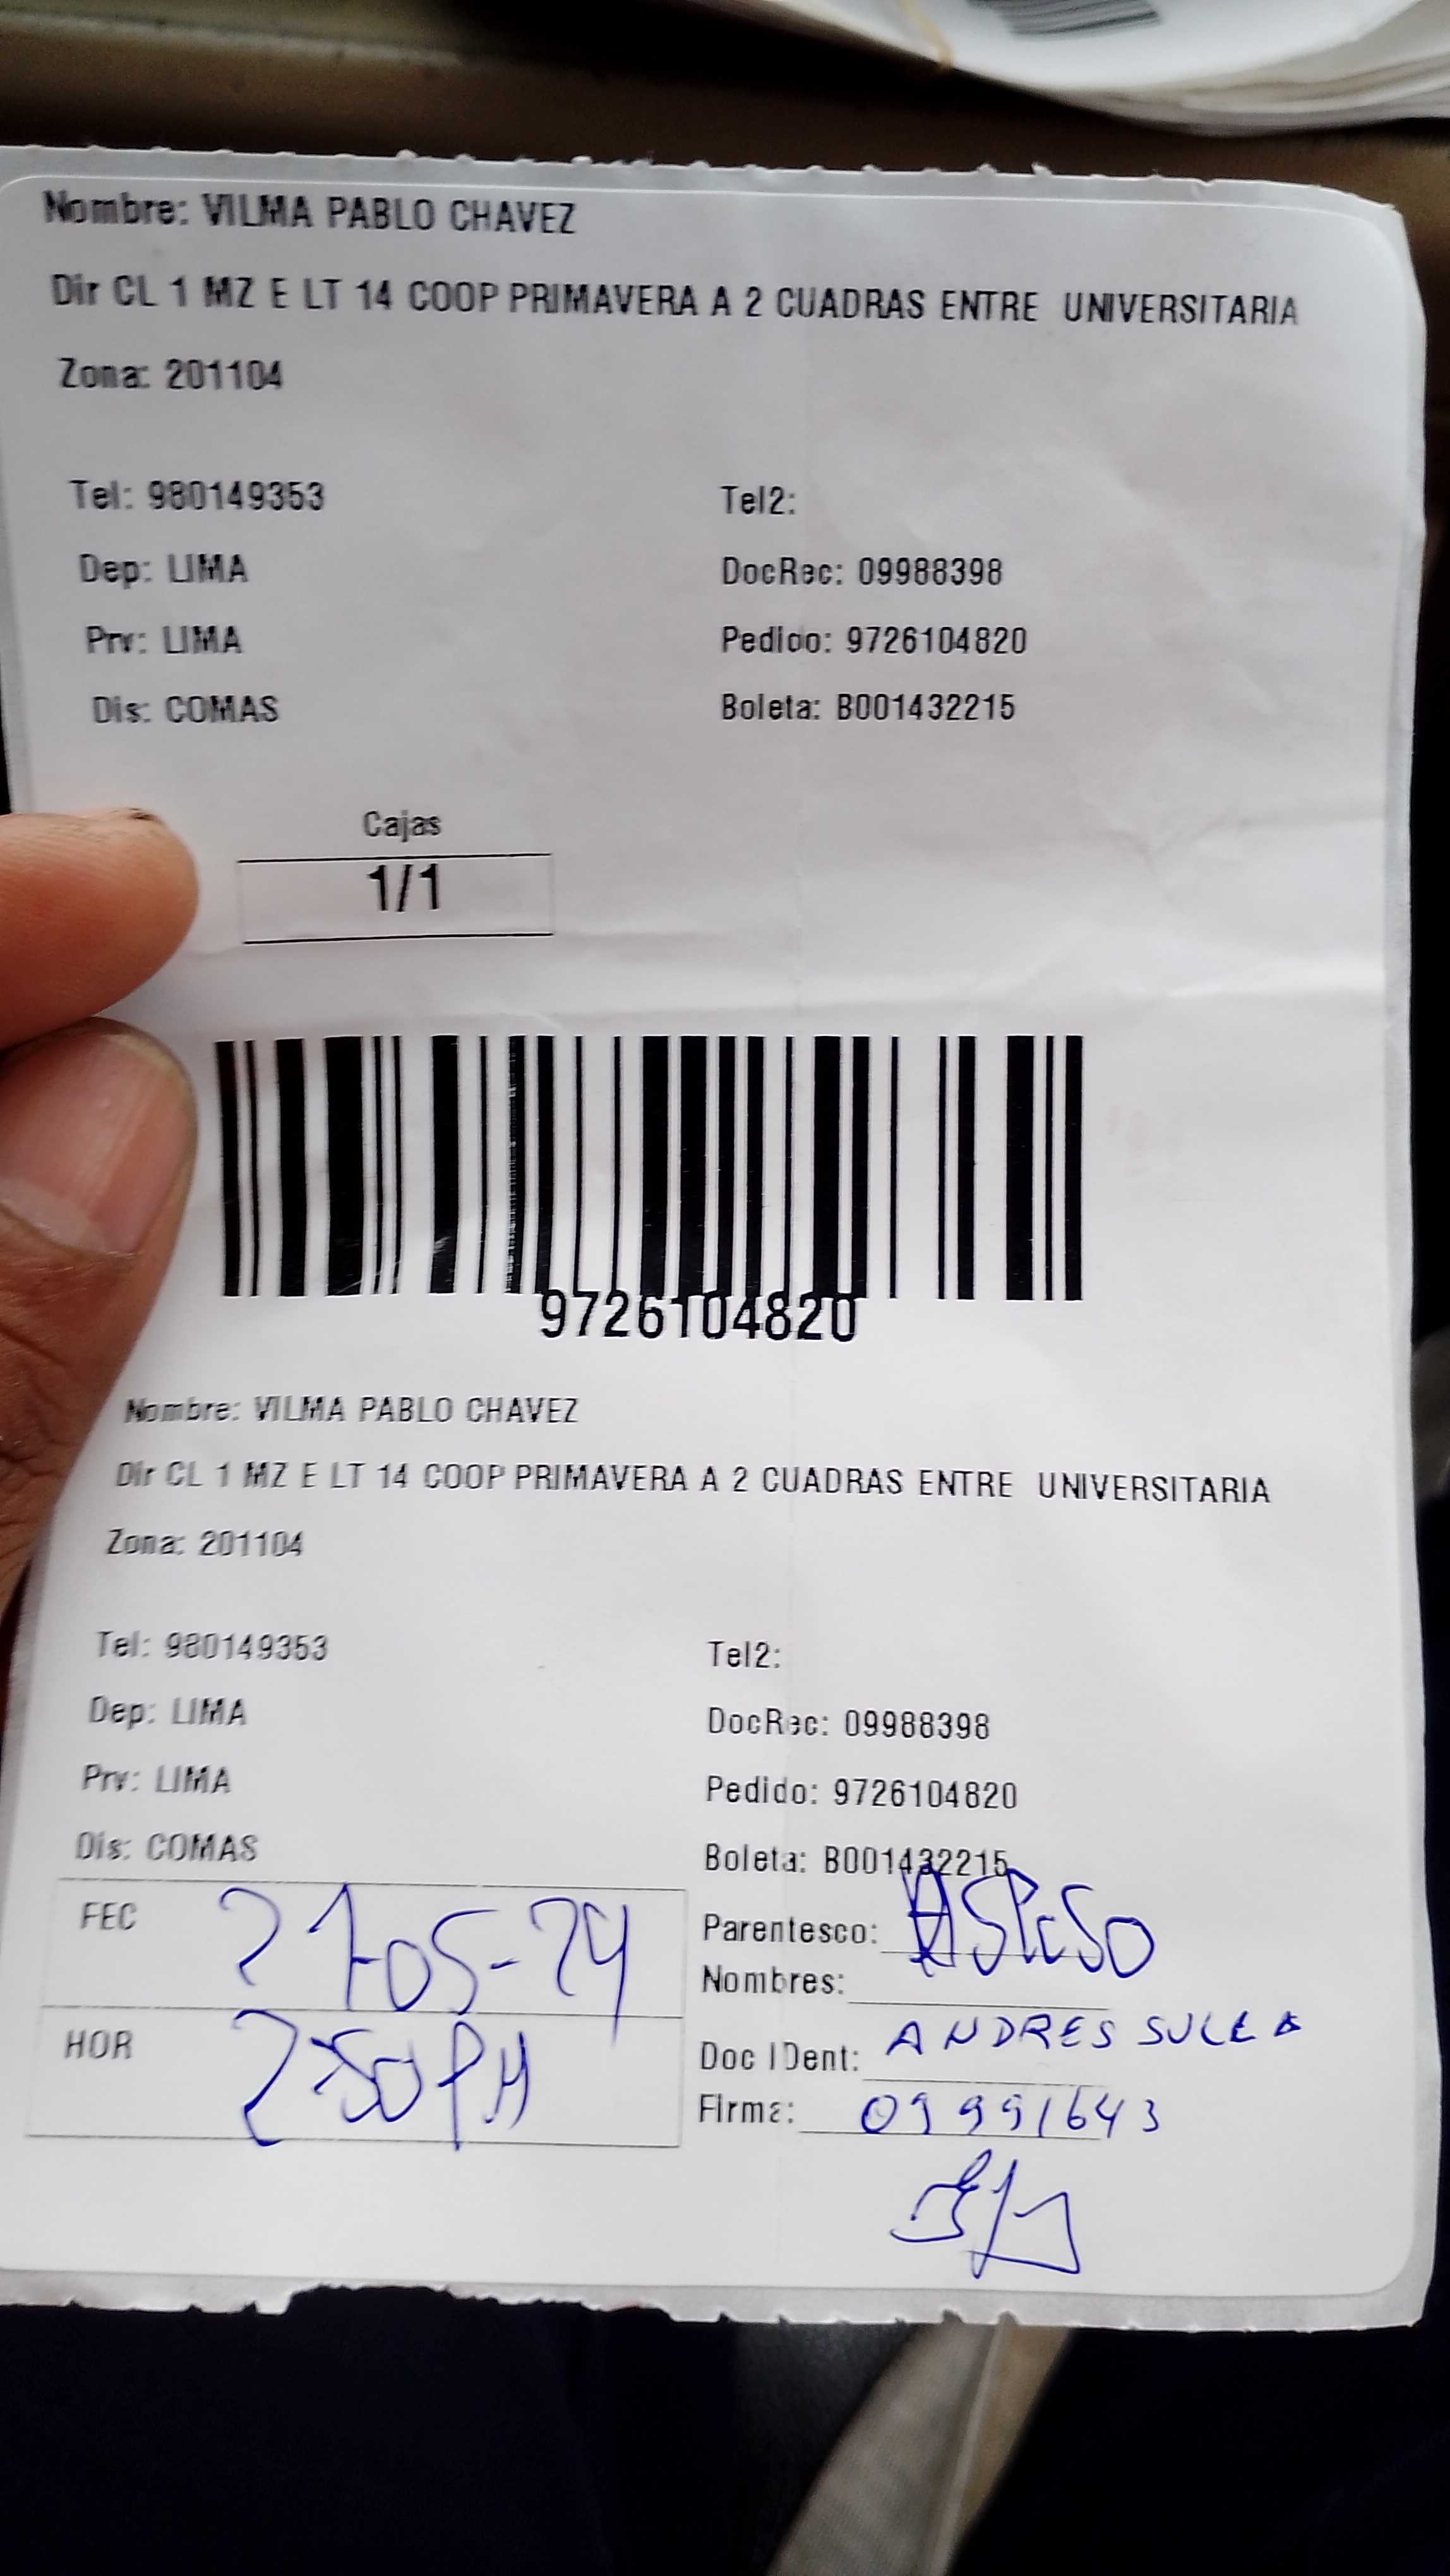 Nombre: VILMA PABLO CHAVEZ
Dir CL 1 MZ E LT 14 COOP PRIMAVERA A 2 CUADRAS ENTRE UNIVERSITARIA
Zona: 201104
Tel: 980149353 Tel2:
Dep: LIMA DocRec: 09988398
Prv: LIMA Pedido: 9726104820
Dis: COMAS Boleta: B001432215
Cajas
1/1
9726104820
Nombre: VILMA PABLO CHAVEZ
Dir CL 1 MZ E LT 14 COOP PRIMAVERA A 2 CUADRAS ENTRE UNIVERSITARIA
Zona: 201104
Tel: 980149353 Tel2:
Dep: LIMA DocRec: 09988398
Prv: LIMA Pedido: 9726104820
Dis: COMAS Boleta: B001432215
FEC Parentesco:
Nombres:
HOR 2:50 PM
Doc IDent: ANDRES
Firma: 09991643